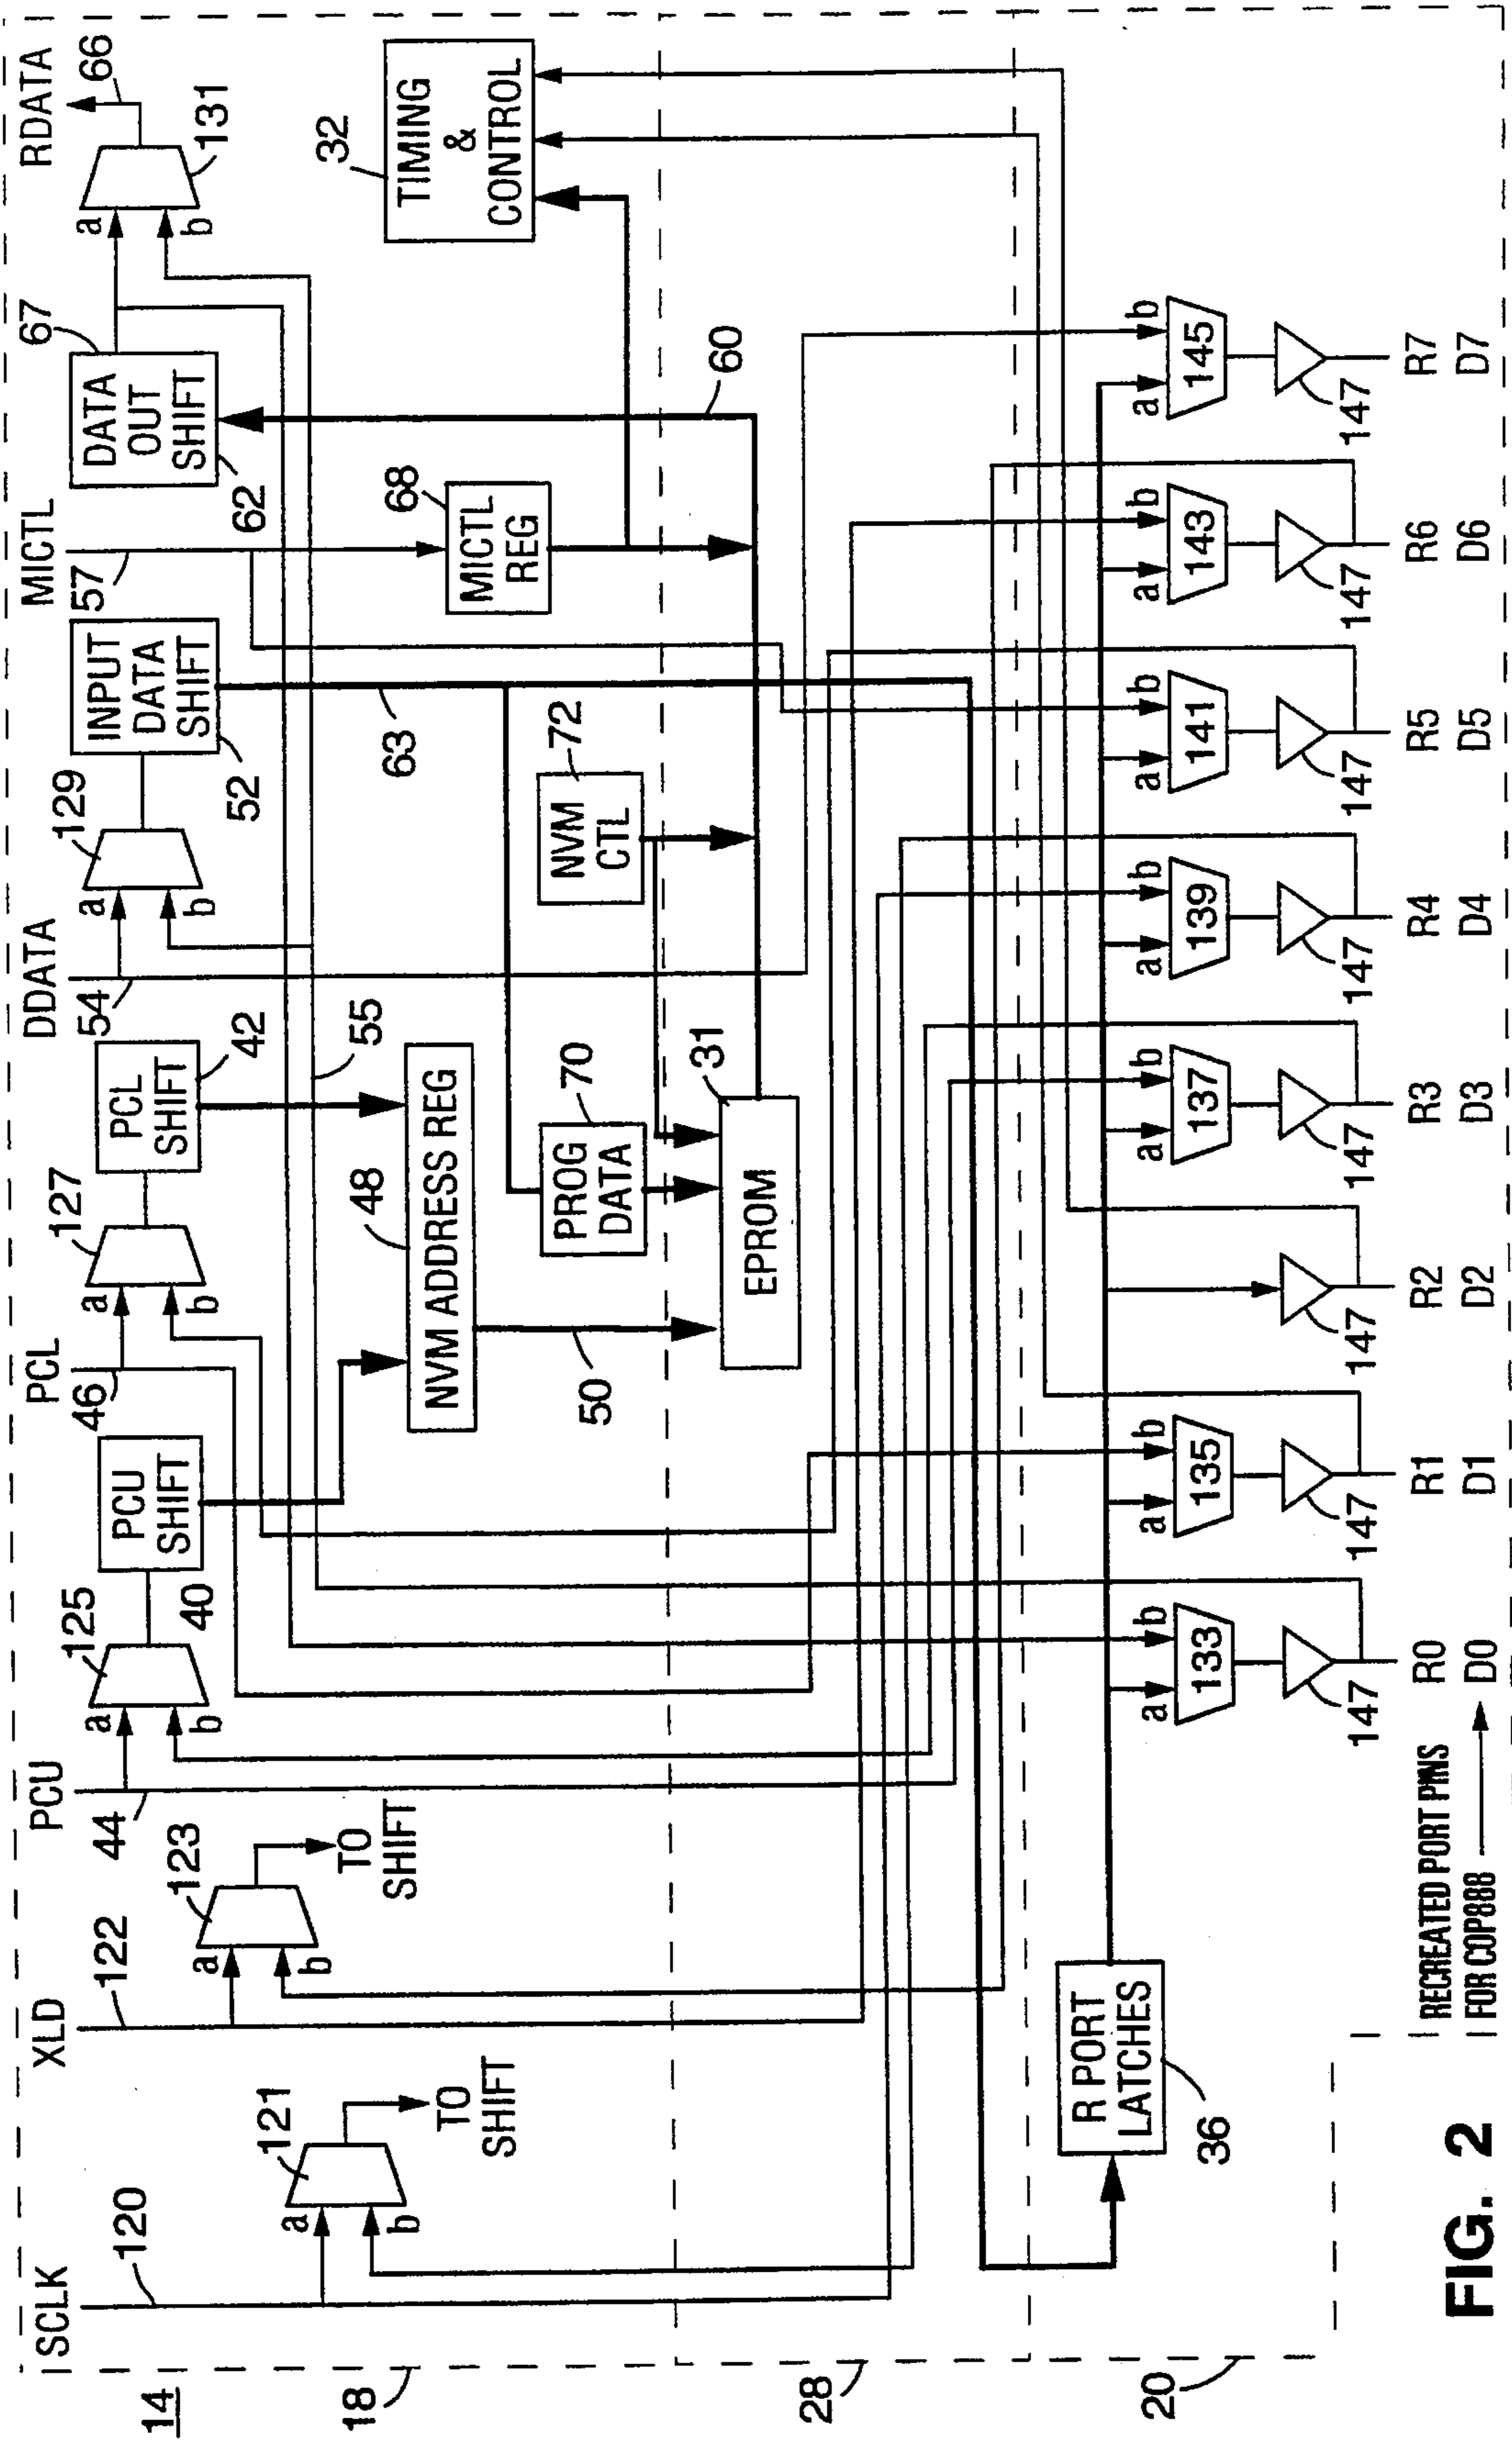 14
SCLK
120
XLD
122
PCU
44
PCL
46
DDATA
54
MICTL
57
RDATA
66
a
b
121
TO
SHIFT
a
b
123
TO
SHIFT
a
b
125
PCU
SHIFT
40
a
b
127
PCL
SHIFT
42
55
a
b
129
INPUT
DATA
SHIFT
52
63
DATA
OUT
SHIFT
67
62
a
b
131
18
NVM ADDRESS REG
48
50
MICTL
REG
68
TIMING
&
CONTROL
32
PROG
DATA
70
NVM
CTL
72
EPROM
31
60
28
R PORT
LATCHES
36
20
a
b
133
147
a
b
135
147
147
a
b
137
147
a
b
139
147
a
b
141
147
a
b
143
147
a
b
145
147
R0
R1
R2
R3
R4
R5
R6
R7
RECREATED PORT PINS
FOR COP888
D0
D1
D2
D3
D4
D5
D6
D7
FIG. 2